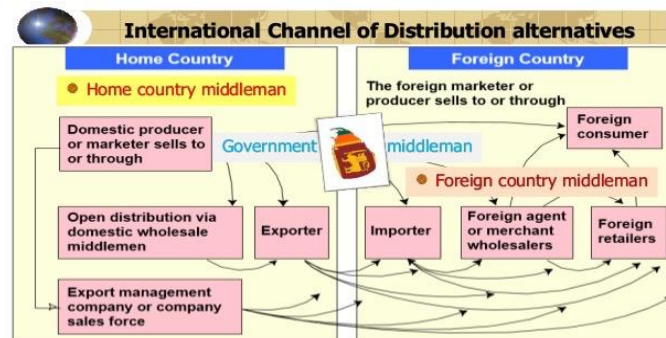 International Channel of Distribution alternatives
Home Country
Home country middleman
Domestic producer
or marketer sells to
or through
Open distribution via
domestic wholesale
middlemen
Exporter
Export management
company or company
sales force
Government middleman
Foreign Country
The foreign marketer or
producer sells to or through
Foreign
consumer
Foreign country middleman
Importer
Foreign agent
or merchant
wholesalers
Foreign
retailers